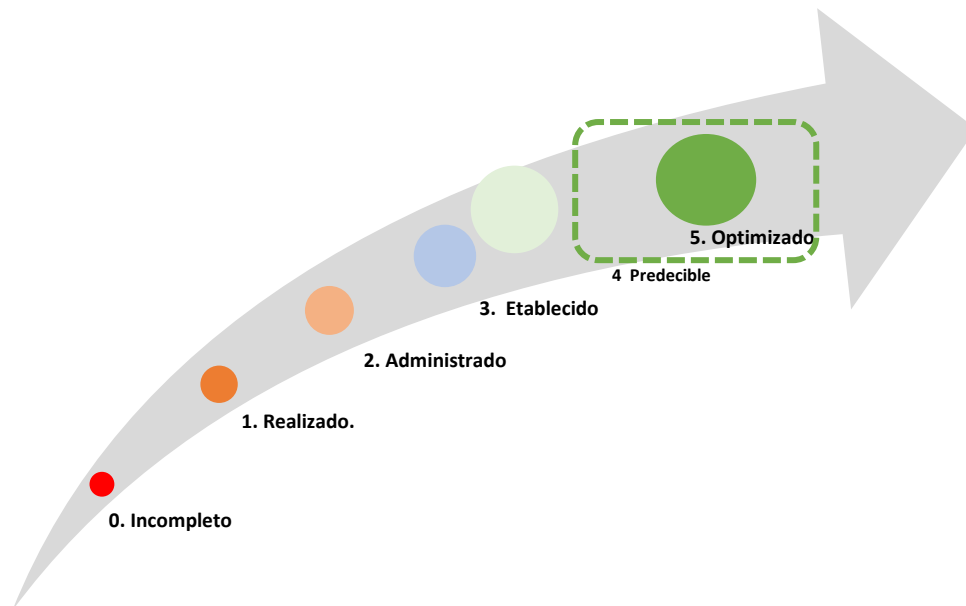 5. Optimizado
4 Predecible
3. Etablecido
2. Administrado
1. Realizado.
0. Incompleto